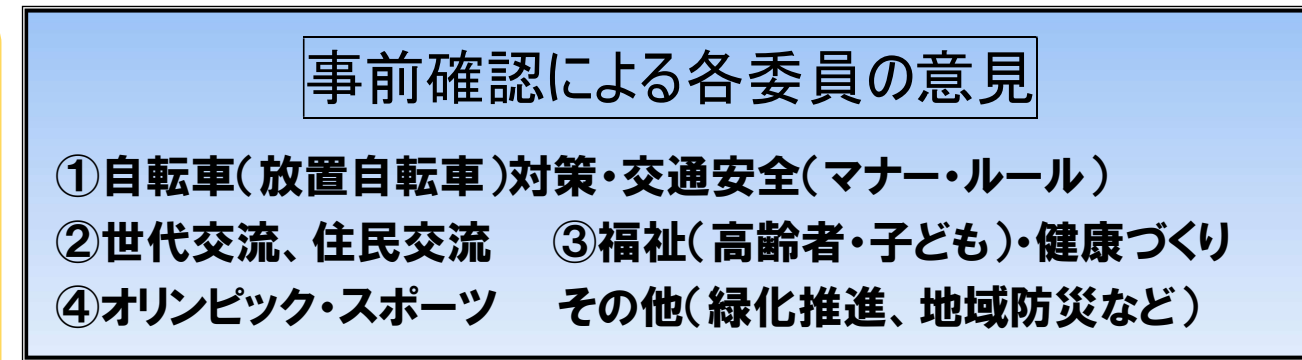 事前確認による各委員の意見
①自転車(放置自転車)対策・交通安全(マナー・ルール)
②世代交流、住民交流　③福祉(高齢者・子ども)・健康づくり
④オリンピック・スポーツ　その他(緑化推進、地域防災など)